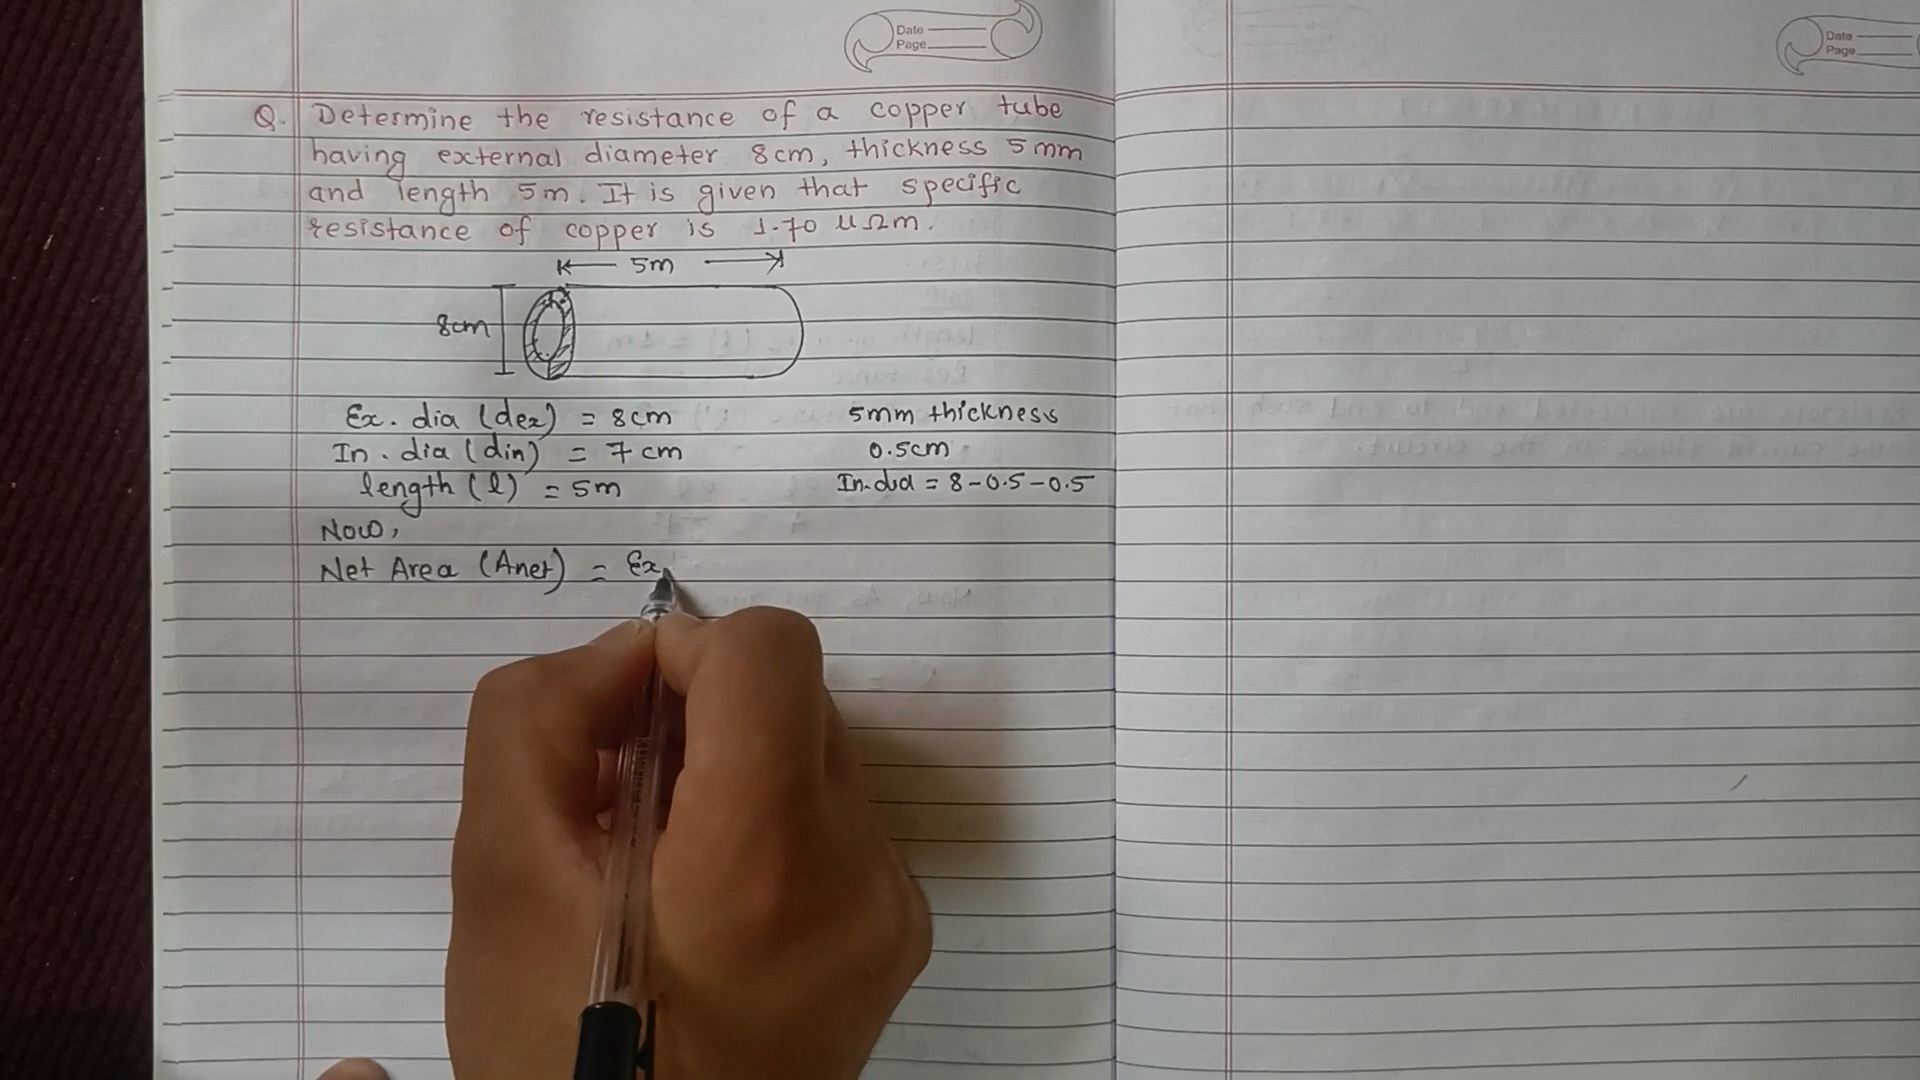 Date
Page
Date
Page
Q. Determine the resistance of a copper tube
having external diameter 8cm, thickness 5mm
and length 5m. It is given that specific
resistance of copper is 1.70 μΩm.
5m
8cm
Ex. dia (dex) = 8cm
5mm thickness
In. dia (din) = 7cm
0.5cm
length (l) = 5m
In. dia = 8-0.5-0.5
Now,
Net Area (Anet) = Ex